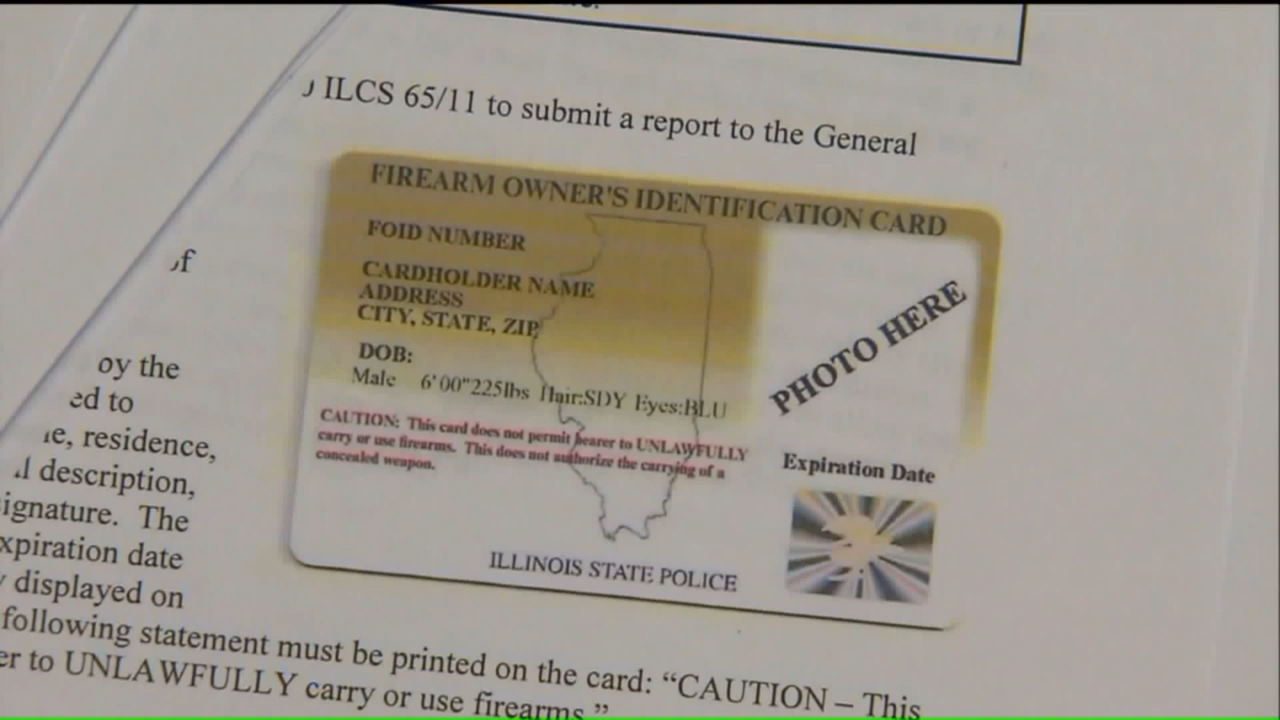 ILCS 65/11 to submit a report to the General
FIREARM OWNER'S IDENTIFICATION CARD
FOID NUMBER
CARDHOLDER NAME
ADDRESS
CITY, STATE, ZIP
DOB:
Male 6'00"225lbs Hair:SDY Eyes:BLU
CAUTION: This card does not permit bearer to UNLAWFULLY
carry or use firearms. This does not authorize the carrying of a
concealed weapon.
PHOTO HERE
Expiration Date
ILLINOIS STATE POLICE
the
ed to
residence,
description,
ignature. The
xpiration date
displayed on
following statement must be printed on the card: “CAUTION – This
er to UNLAWFULLY carry or use firearms.”